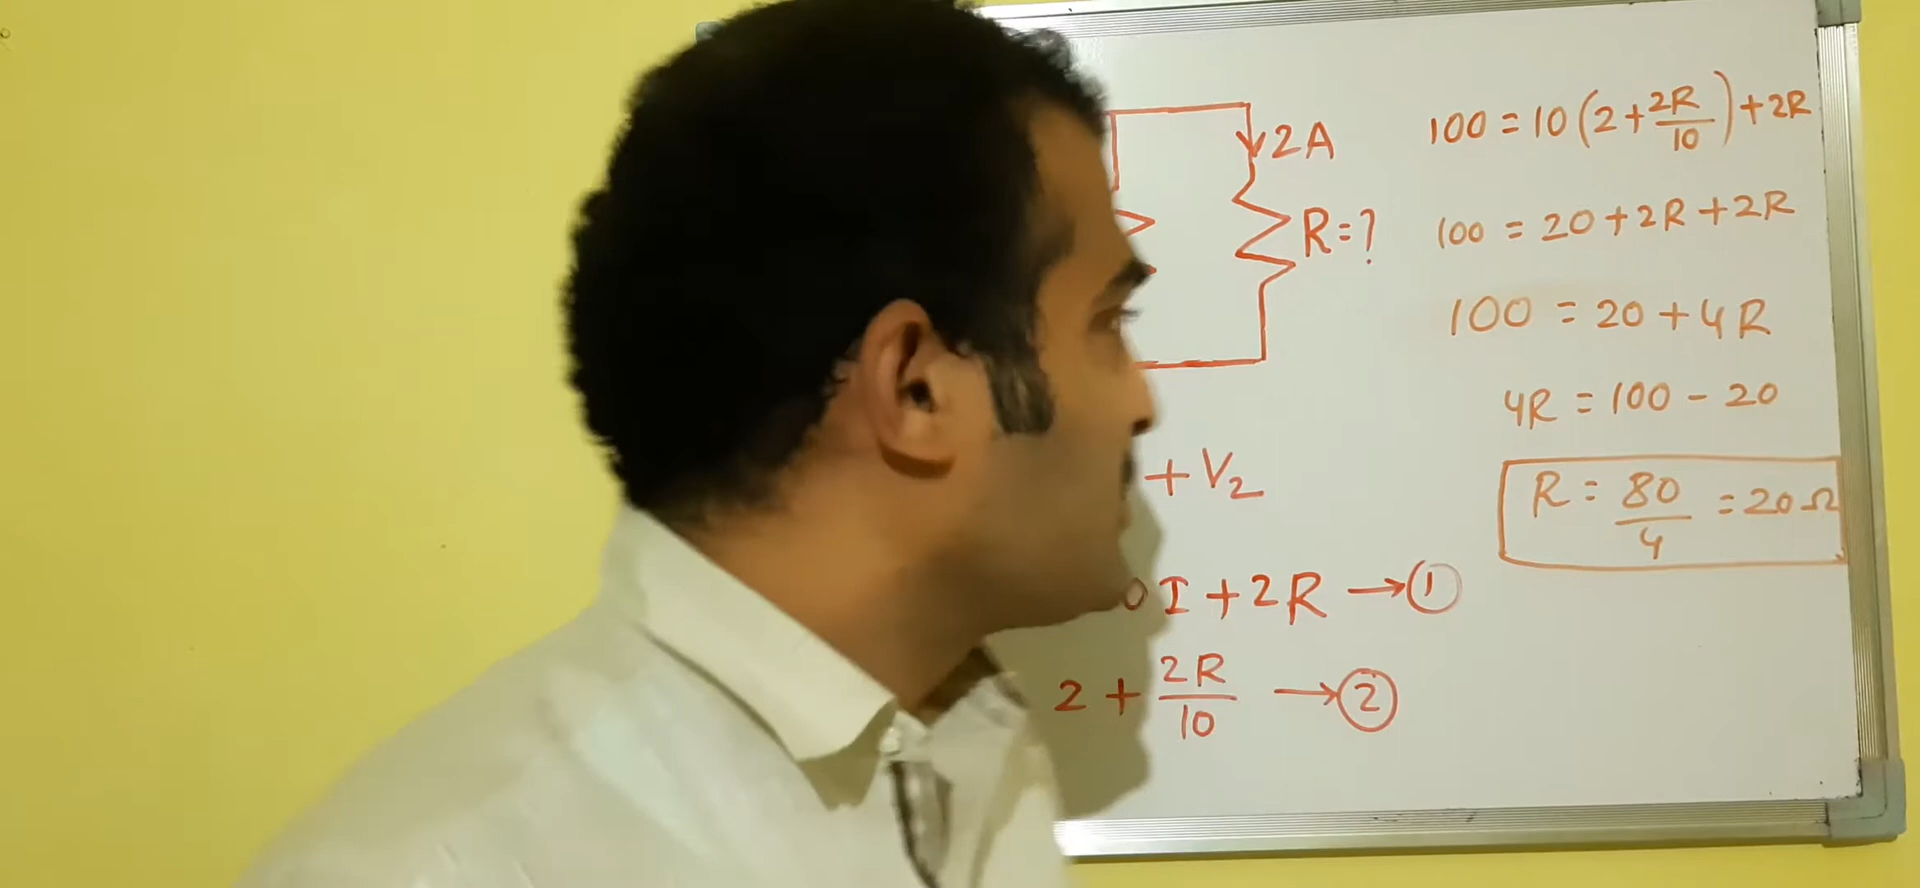 2A
R=?
+ V₂
0 I + 2R → ①
2 + 2R/10 → ②
100 = 10(2 + 2R/10) + 2R
100 = 20 + 2R + 2R
100 = 20 + 4R
4R = 100 - 20
R = 80/4 = 20Ω